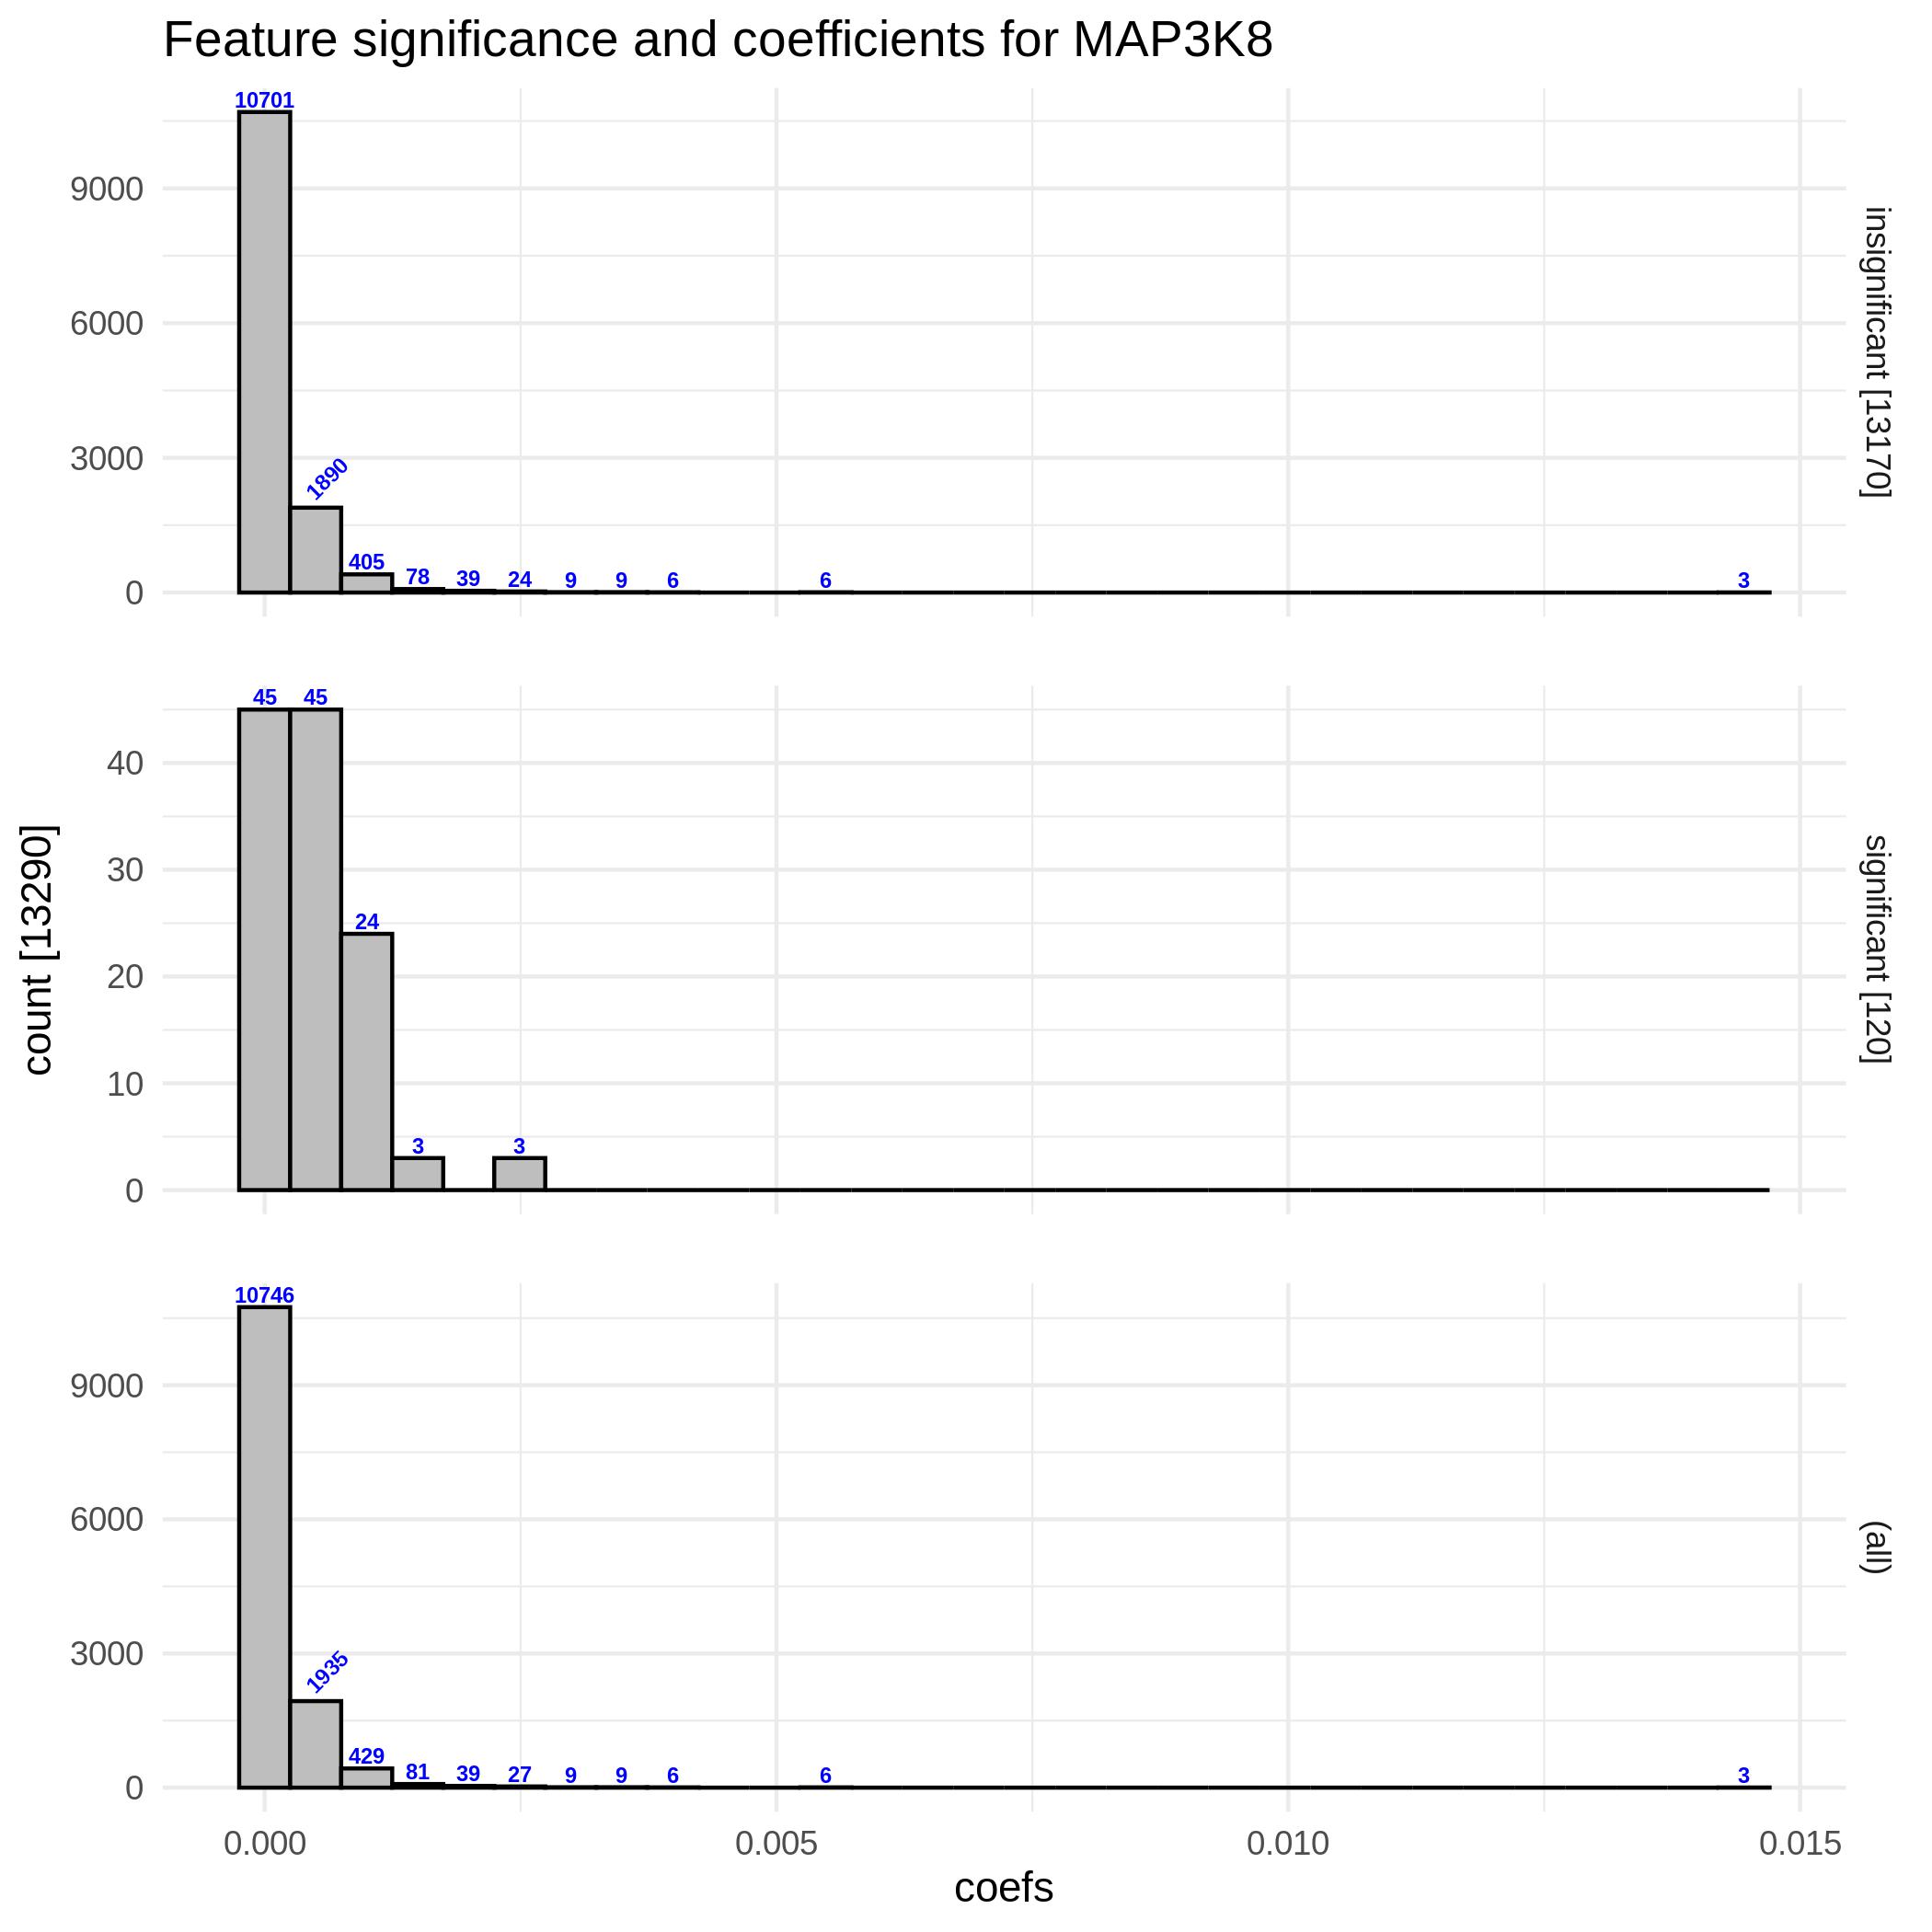 Feature significance and coefficients for MAP3K8
10701
9000
6000
3000
0
1890
405 78 39 24 9 9 6 6 3
insignificant [13170]
count [13290]
45 45
40
30
20
10
0
24
3 3
significant [120]
10746
9000
6000
3000
0
1935
429 81 39 27 9 9 6 6 3
(all)
0.000 0.005 0.010 0.015
coefs